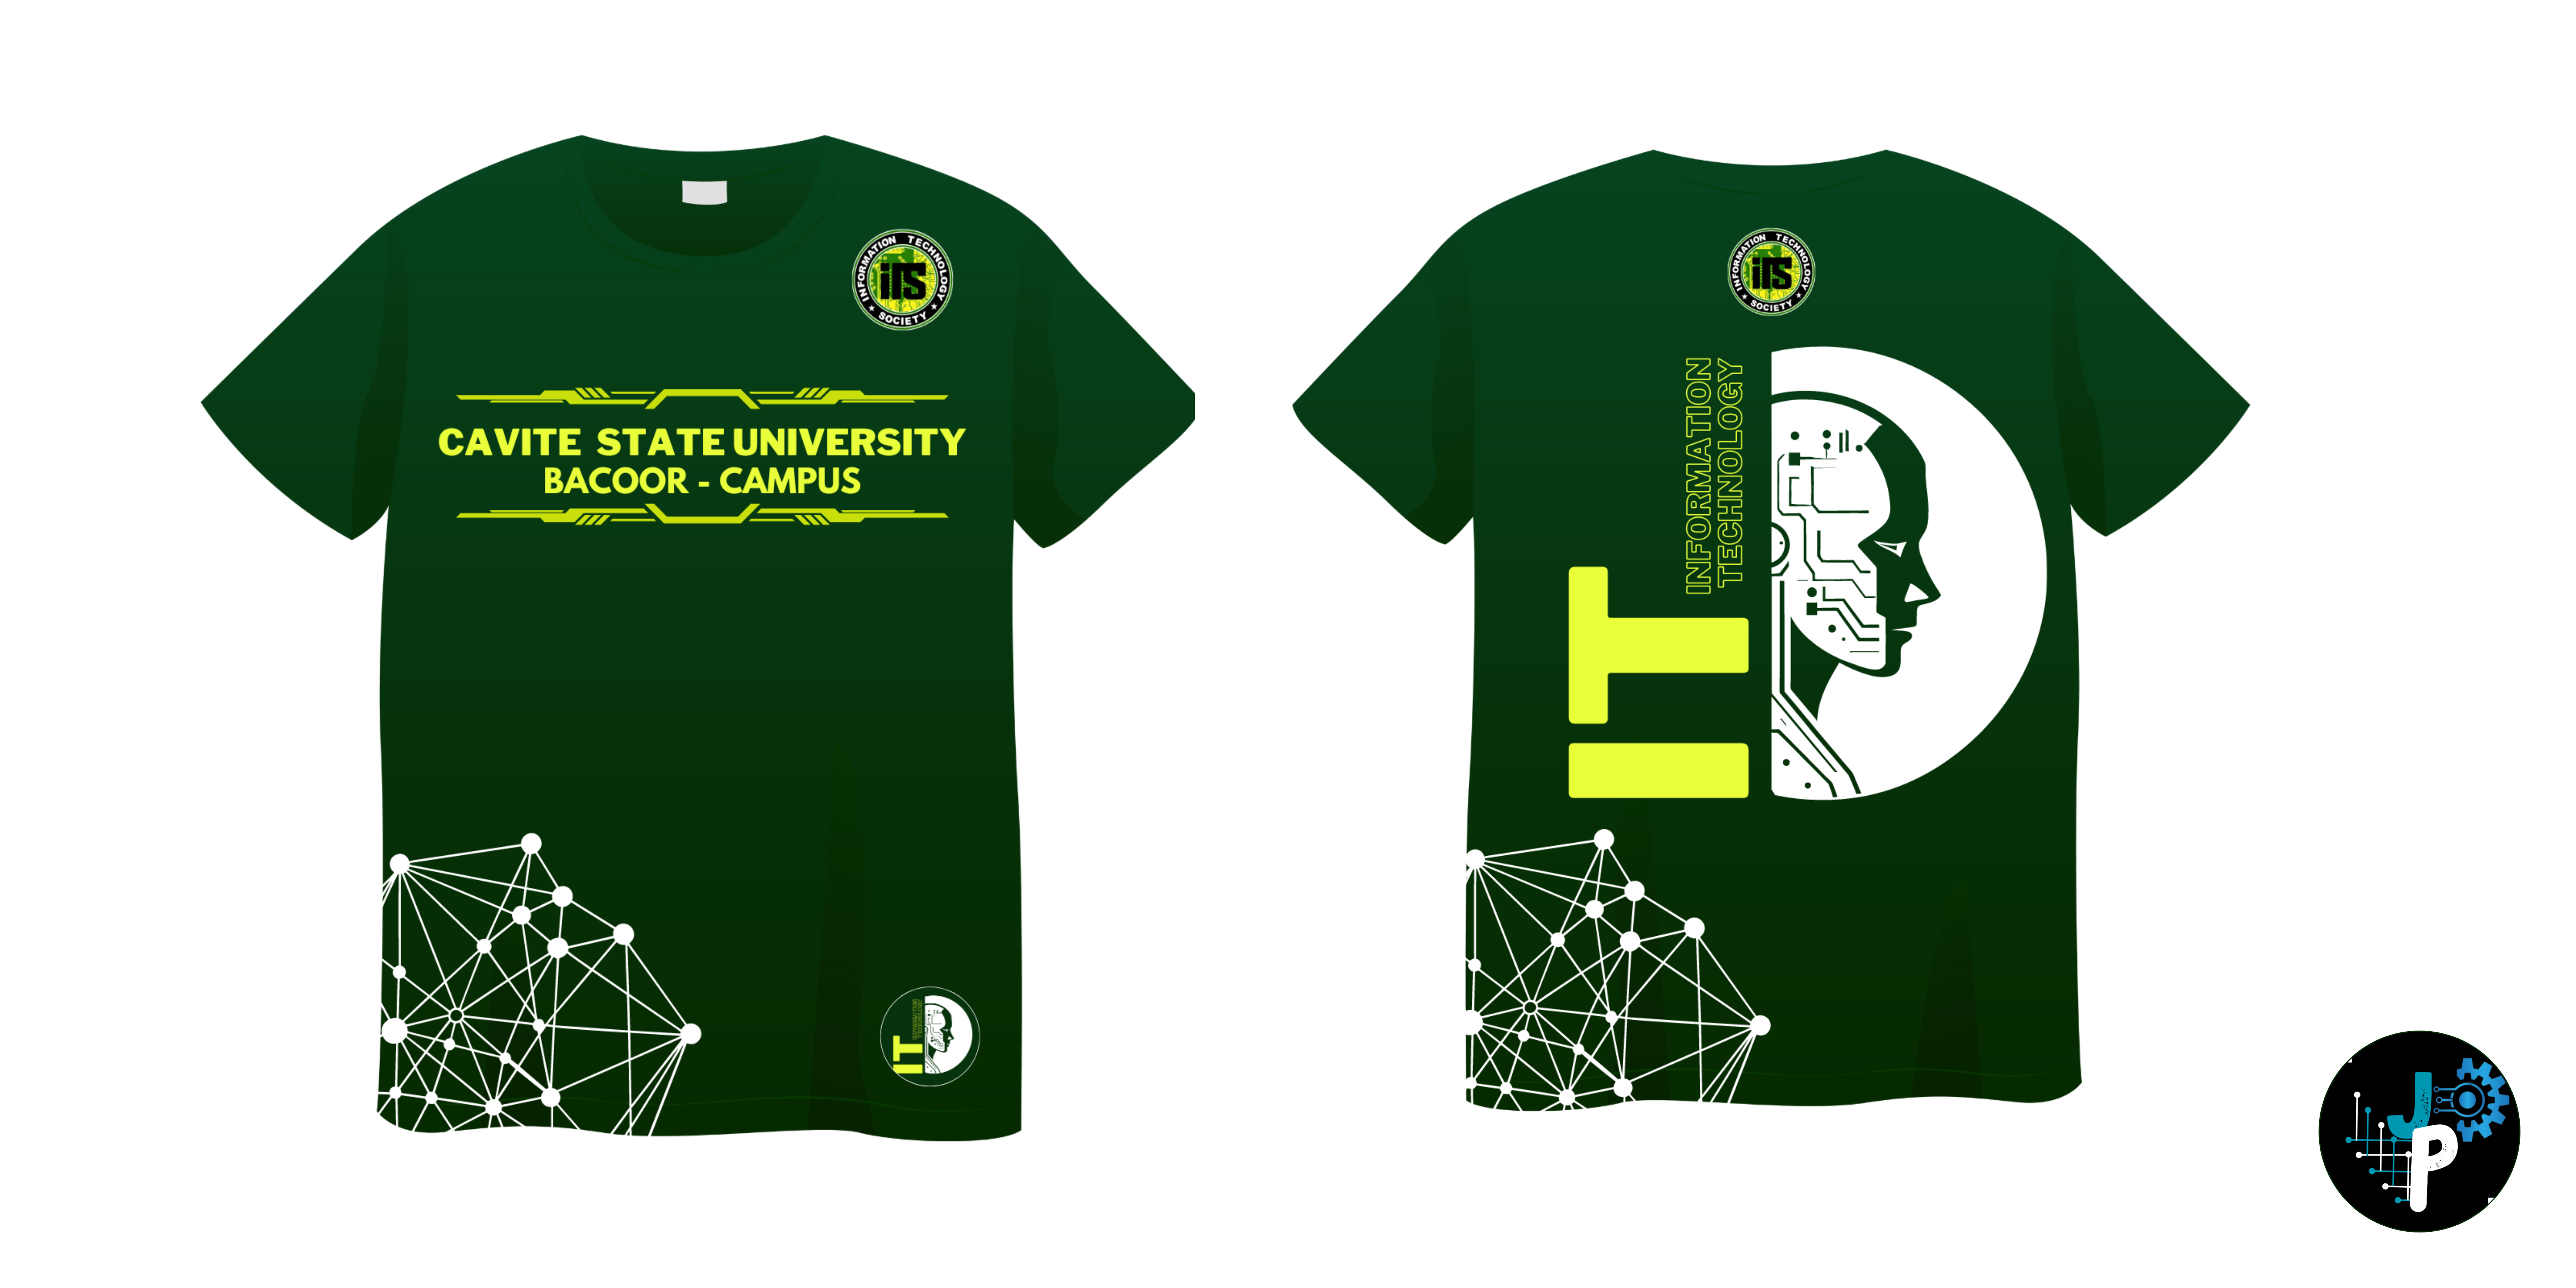 INFORMATION TECHNOLOGY
iTS
★ SOCIETY ★
CAVITE STATE UNIVERSITY
BACOOR - CAMPUS
IT
INFORMATION
TECHNOLOGY
INFORMATION TECHNOLOGY
iTS
★ SOCIETY ★
INFORMATION
TECHNOLOGY
IT
JP